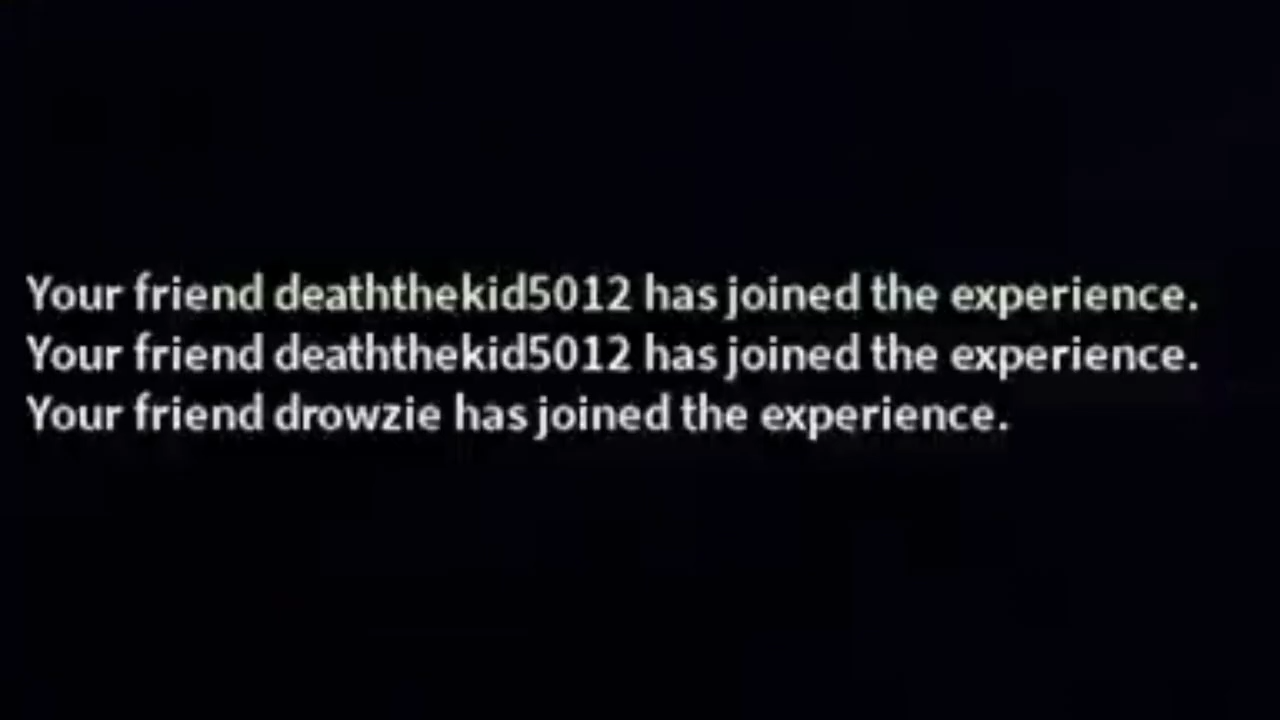 Your friend deaththekid5012 has joined the experience.
Your friend deaththekid5012 has joined the experience.
Your friend drowzie has joined the experience.